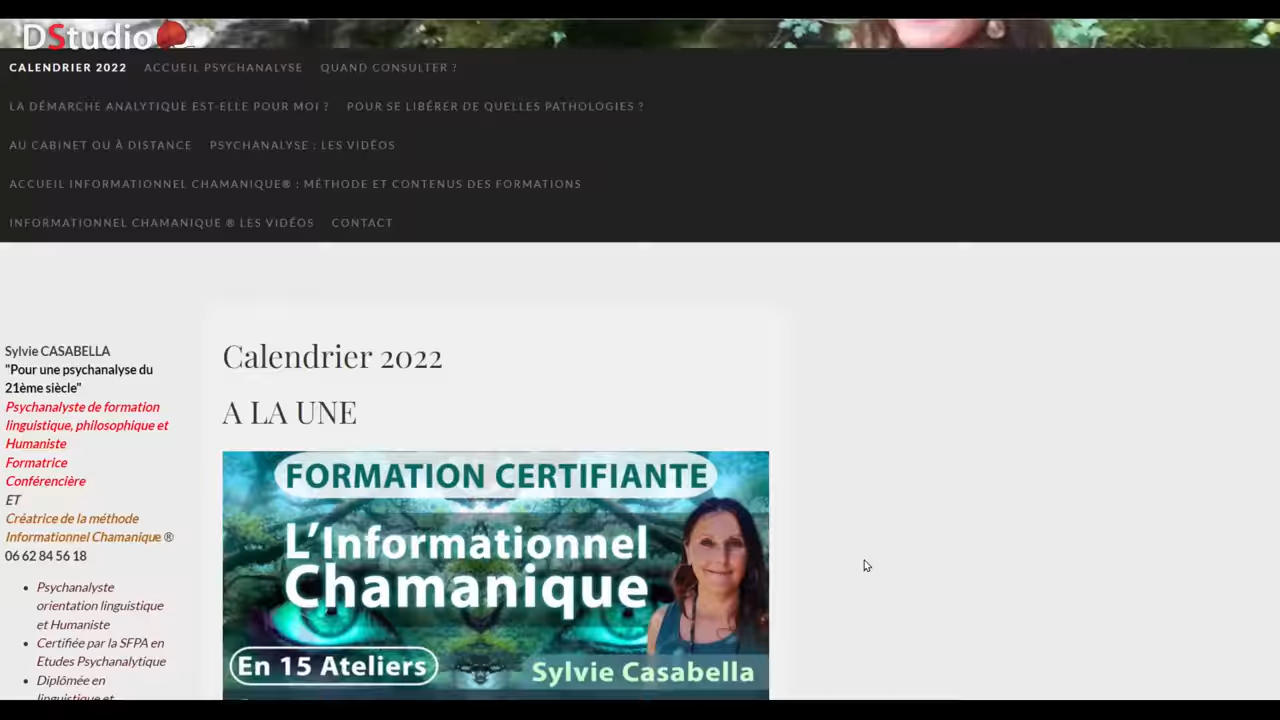 DStudio
CALENDRIER 2022 ACCUEIL PSYCHANALYSE QUAND CONSULTER ?
LA DÉMARCHE ANALYTIQUE EST-ELLE POUR MOI ? POUR SE LIBÉRER DE QUELLES PATHOLOGIES ?
AU CABINET OU À DISTANCE PSYCHANALYSE : LES VIDÉOS
ACCUEIL INFORMATIONNEL CHAMANIQUE® : MÉTHODE ET CONTENUS DES FORMATIONS
INFORMATIONNEL CHAMANIQUE ® LES VIDÉOS CONTACT
Sylvie CASABELLA
"Pour une psychanalyse du
21ème siècle"
Psychanalyste de formation
linguistique, philosophique et
Humaniste
Formatrice
Conférencière
ET
Créatrice de la méthode
Informationnel Chamanique ®
06 62 84 56 18
• Psychanalyste
orientation linguistique
et Humaniste
• Certifiée par la SFPA en
Etudes Psychanalytique
• Diplômée en
linguistique et
Calendrier 2022
A LA UNE
FORMATION CERTIFIANTE
L'Informationnel
Chamanique
En 15 Ateliers
Sylvie Casabella